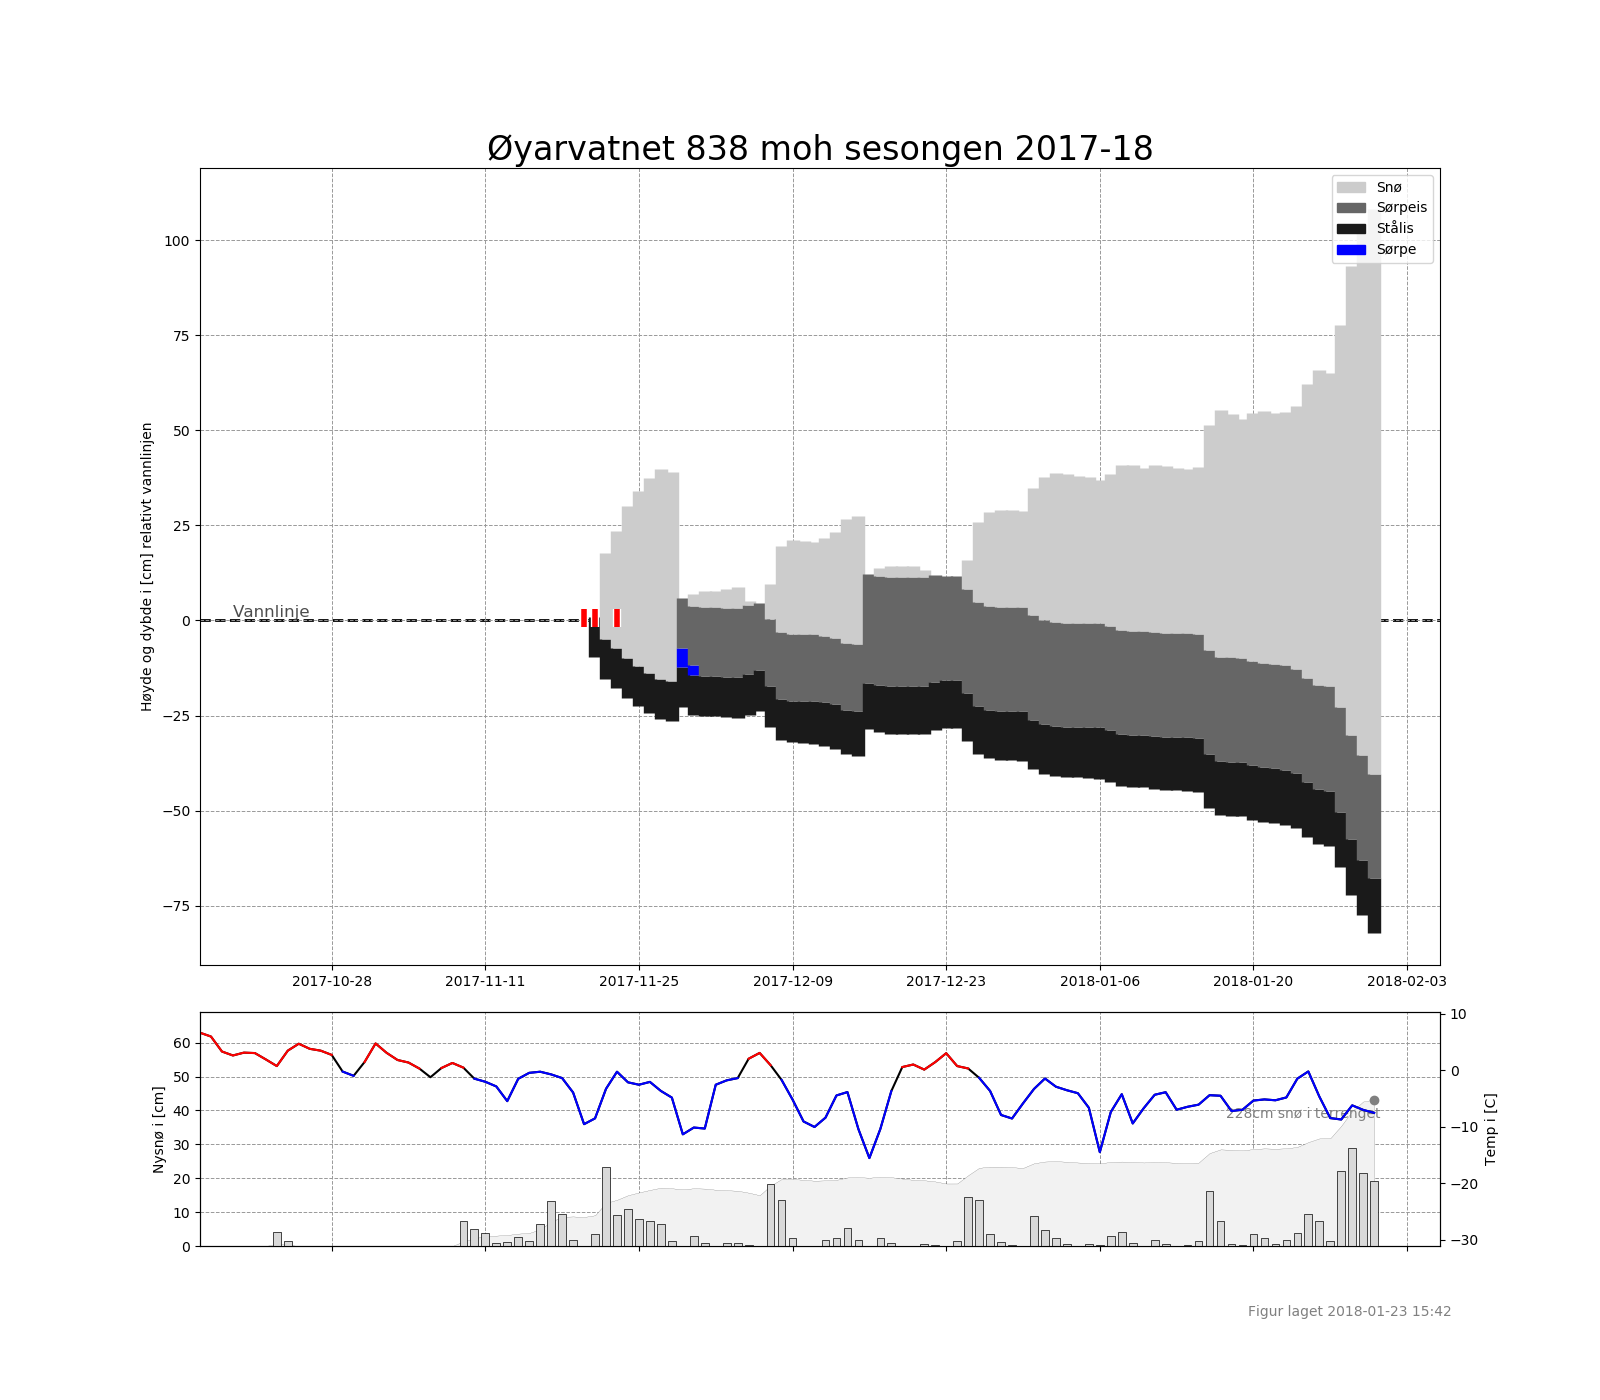 Øyarvatnet 838 moh sesongen 2017-18
Snø
Sørpeis
Stålis
Sørpe
Høyde og dybde i [cm] relativt vannlinjen
100
75
50
25
0
−25
−50
−75
Vannlinje
2017-10-28 2017-11-11 2017-11-25 2017-12-09 2017-12-23 2018-01-06 2018-01-20 2018-02-03
Nysnø i [cm]
60
50
40
30
20
10
0
228cm snø i terrenget
10
0
−10
−20
−30
Temp i [C]
Figur laget 2018-01-23 15:42